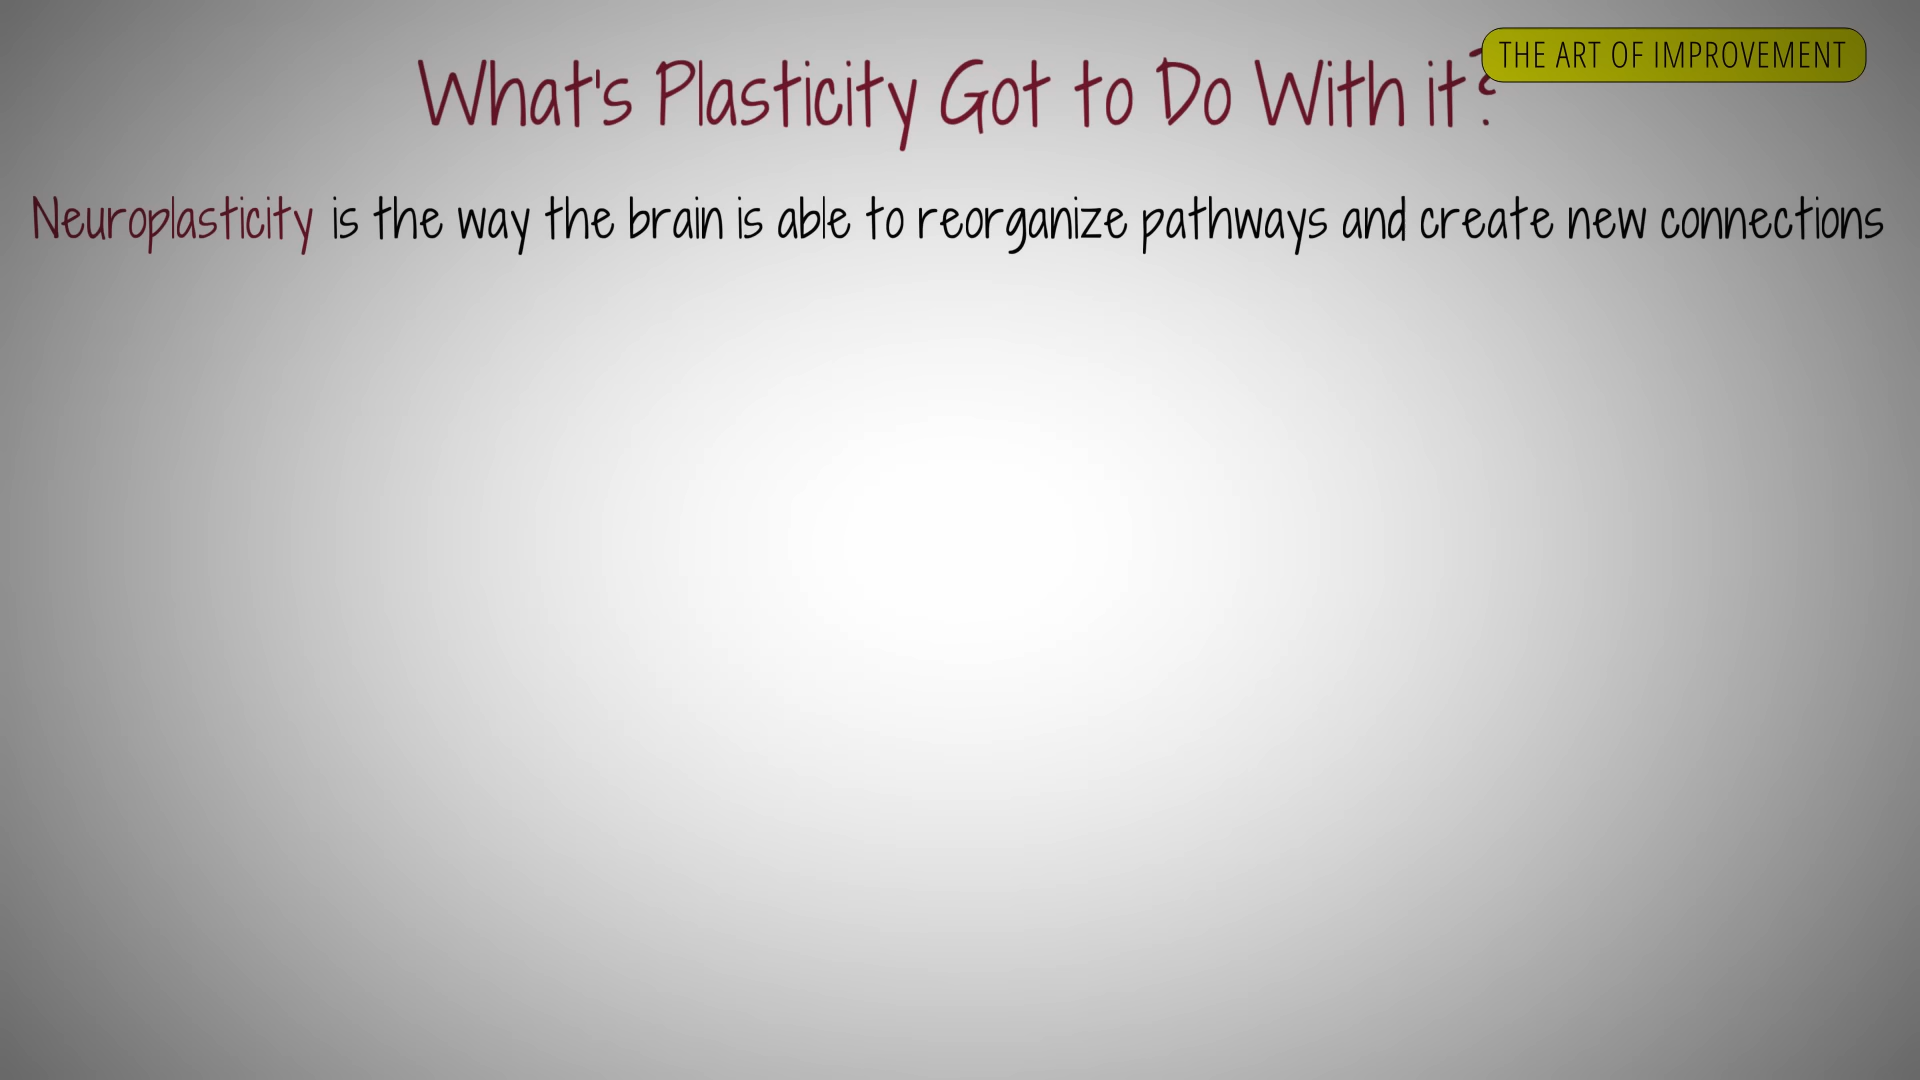 What's Plasticity Got to Do With it?
THE ART OF IMPROVEMENT
Neuroplasticity is the way the brain is able to reorganize pathways and create new connections